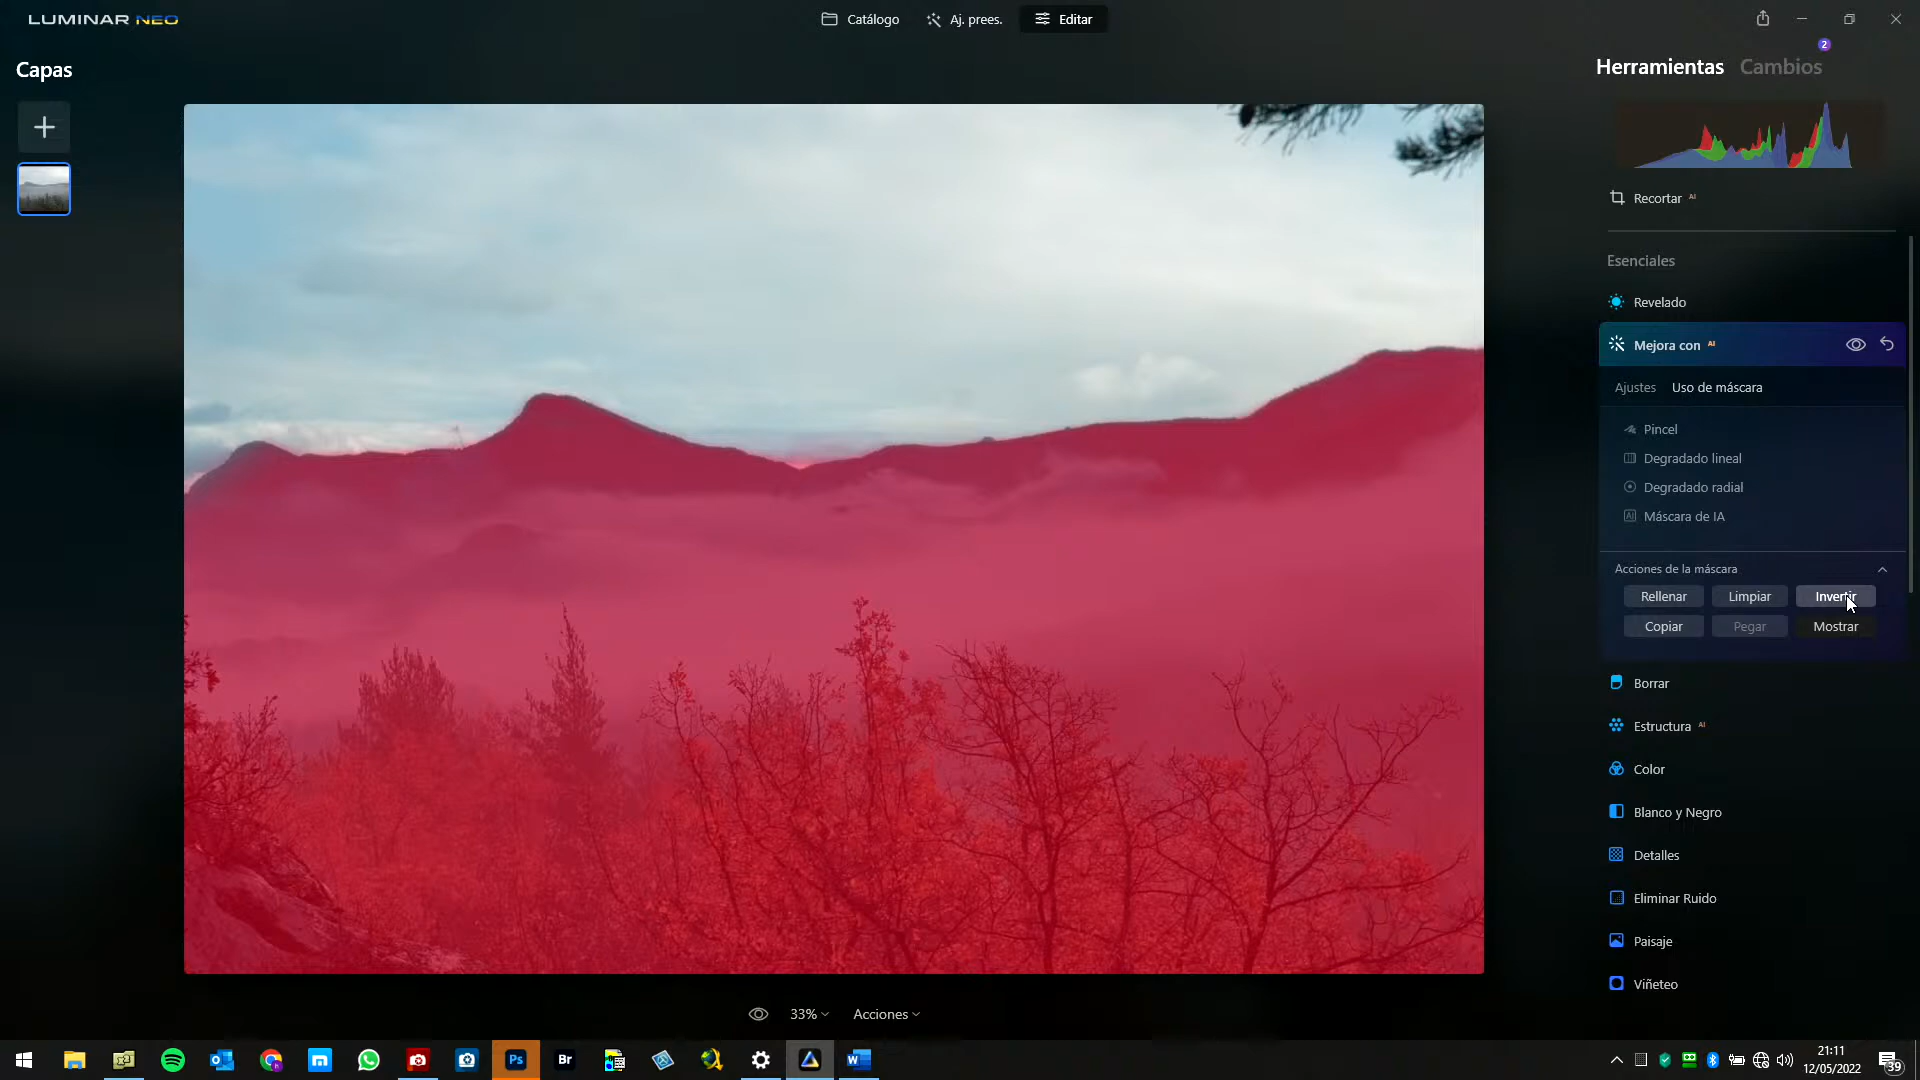 LUMINAR NEO
Catálogo
Aj. prees.
Editar
2
Capas
Herramientas
Cambios
Recortar AI
Esenciales
Revelado
Mejora con AI
Ajustes
Uso de máscara
Pincel
Degradado lineal
Degradado radial
AI Máscara de IA
Acciones de la máscara
Rellenar
Limpiar
Invertir
Copiar
Pegar
Mostrar
Borrar
Estructura AI
Color
Blanco y Negro
Detalles
Eliminar Ruido
Paisaje
Viñeteo
33%
Acciones
Ps
Br
W
21:11
12/05/2022
39